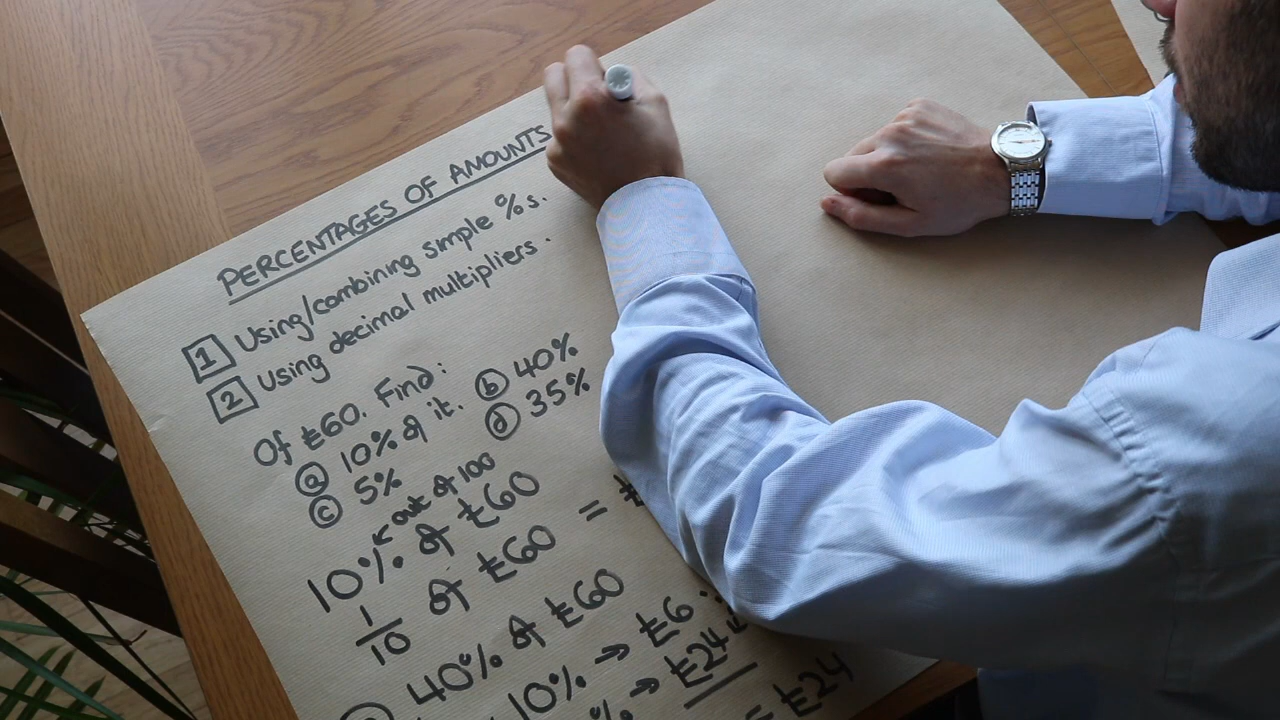 PERCENTAGES OF AMOUNTS
1 Using/combining simple %s.
2 Using decimal multipliers.
Of £60. Find:
a 10% of it. b 40%
c 5% d 35%
10% ← out of 100
of £60
1/10 of £60 = £
40% of £60
10% → £6
% → £24
= £24